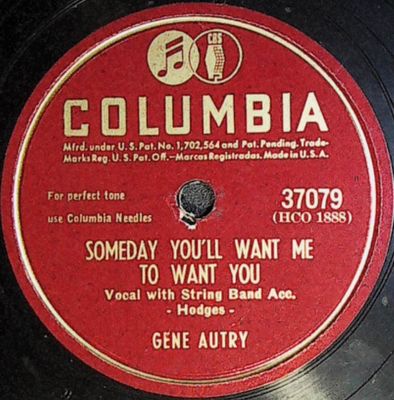 CBS
COLUMBIA
Mfrd. under U.S. Pat. No. 1,702,564 and Pat. Pending. Trade-
Marks Reg. U.S. Pat. Off.—Marcas Registradas. Made in U.S.A.
For perfect tone
use Columbia Needles
37079
(HCO 1888)
SOMEDAY YOU'LL WANT ME
TO WANT YOU
Vocal with String Band Acc.
- Hodges -
GENE AUTRY